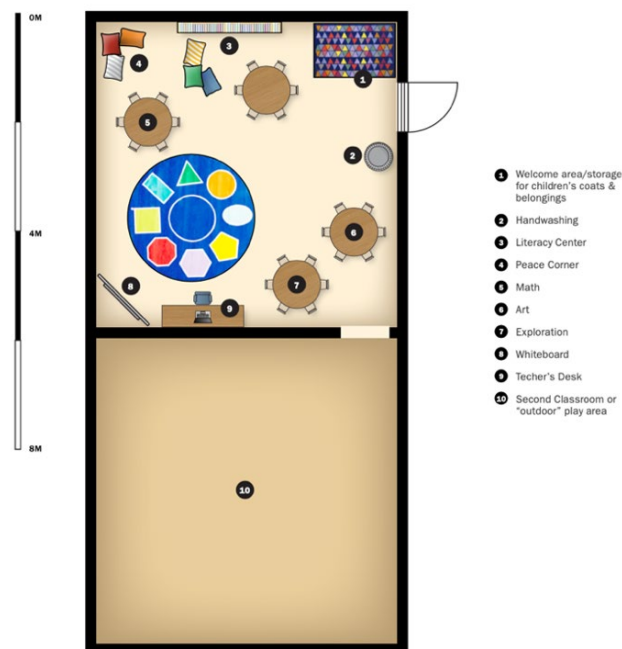 0M
4M
8M
4
3
1
5
2
6
7
8
9
10
1 Welcome area/storage
for children's coats &
belongings
2 Handwashing
3 Literacy Center
4 Peace Corner
5 Math
6 Art
7 Exploration
8 Whiteboard
9 Techer's Desk
10 Second Classroom or
"outdoor" play area